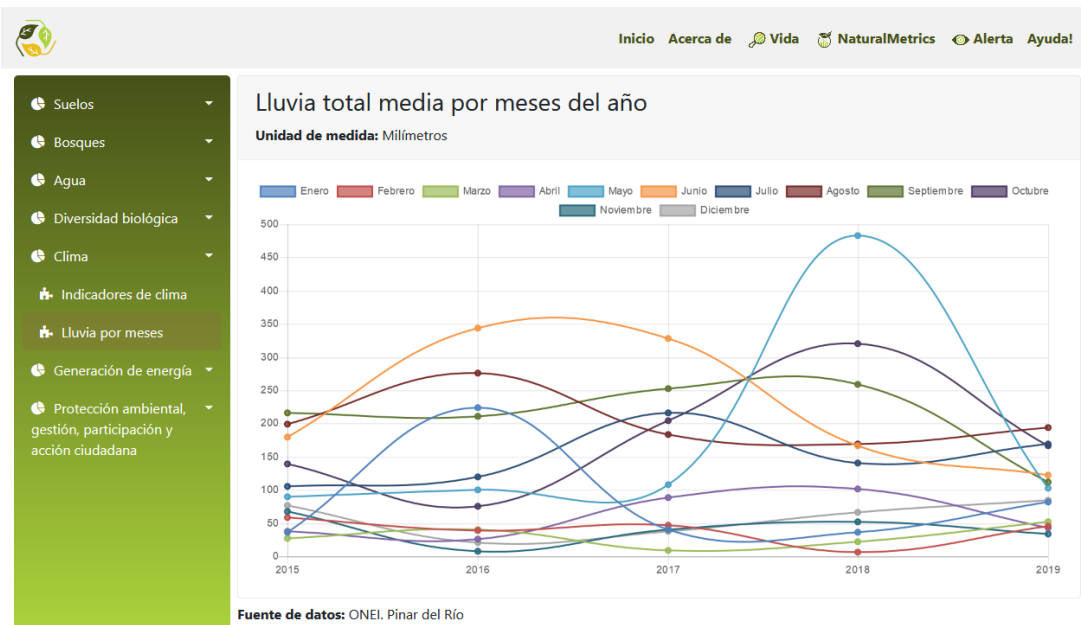 Inicio Acerca de Vida NaturalMetrics Alerta Ayuda!
Suelos
Bosques
Agua
Diversidad biológica
Clima
Indicadores de clima
Lluvia por meses
Generación de energía
Protección ambiental,
gestión, participación y
acción ciudadana
Lluvia total media por meses del año
Unidad de medida: Milímetros
Enero Febrero Marzo Abril Mayo Junio Julio Agosto Septiembre Octubre
Noviembre Diciembre
500
450
400
350
300
250
200
150
100
50
0
2015 2016 2017 2018 2019
Fuente de datos: ONEI. Pinar del Río